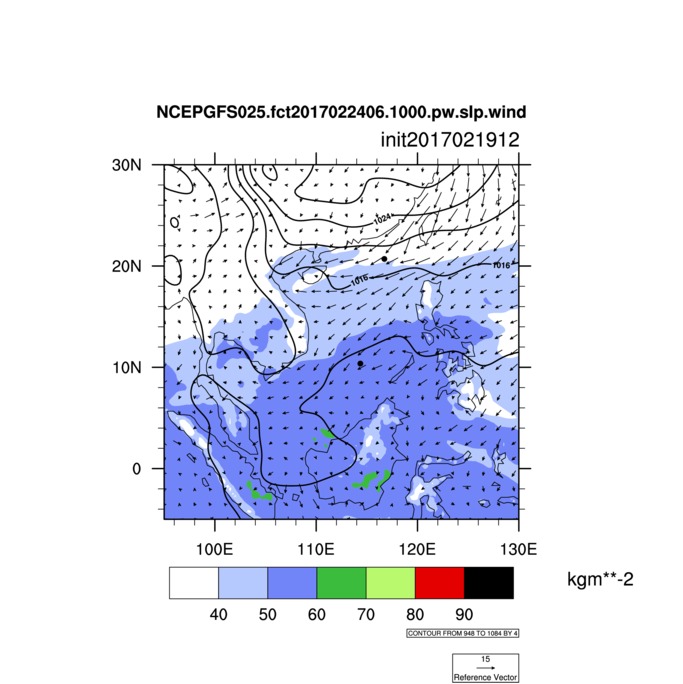 NCEPGFS025.fct2017022406.1000.pw.slp.wind
init2017021912
30N
1024
20N
1016
1016
10N
0
100E 110E 120E 130E
kgm**-2
40 50 60 70 80 90
CONTOUR FROM 948 TO 1084 BY 4
15
Reference Vector